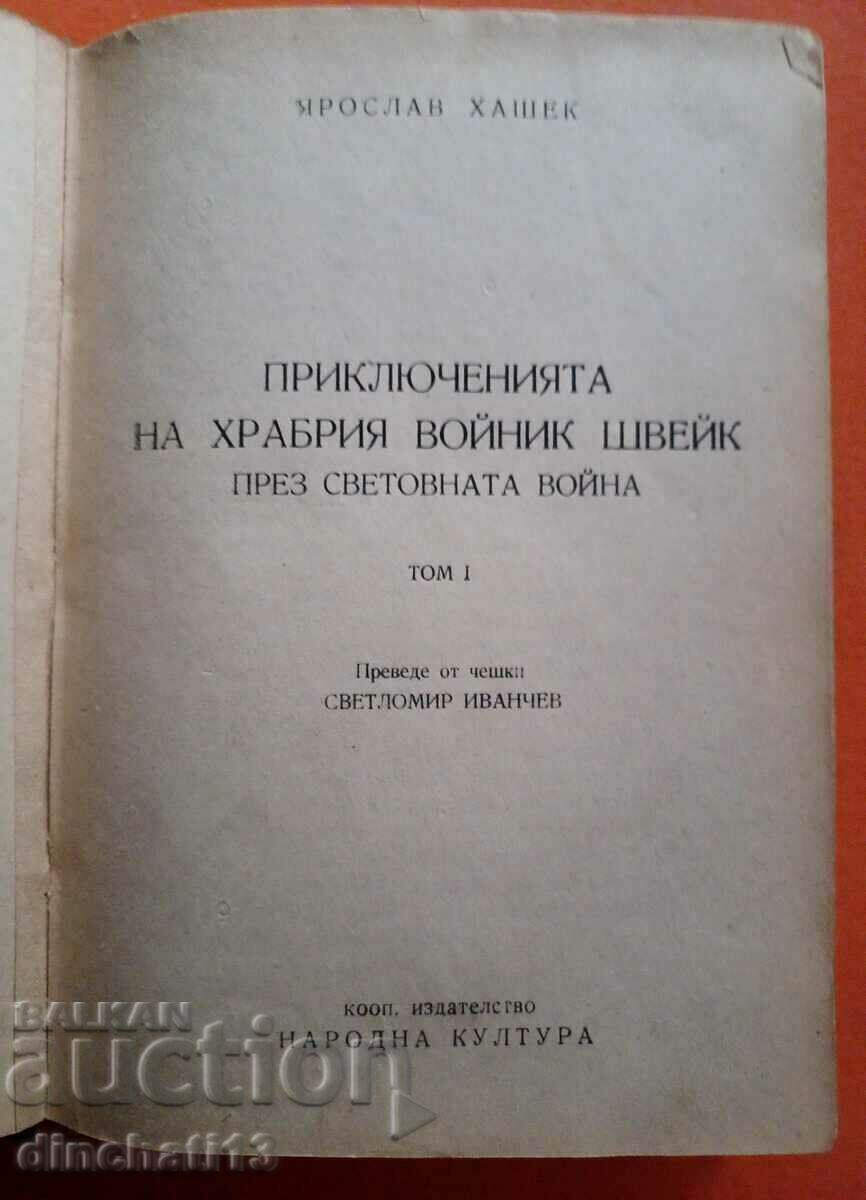 ЯРОСЛАВ ХАШЕК
ПРИКЛЮЧЕНИЯТА
НА ХРАБРИЯ ВОЙНИК ШВЕЙК
ПРЕЗ СВЕТОВНАТА ВОЙНА
ТОМ I
Преведе от чешки
СВЕТЛОМИР ИВАНЧЕВ
КООП. ИЗДАТЕЛСТВО
НАРОДНА КУЛТУРА
BALKAN
auction
dinchati13